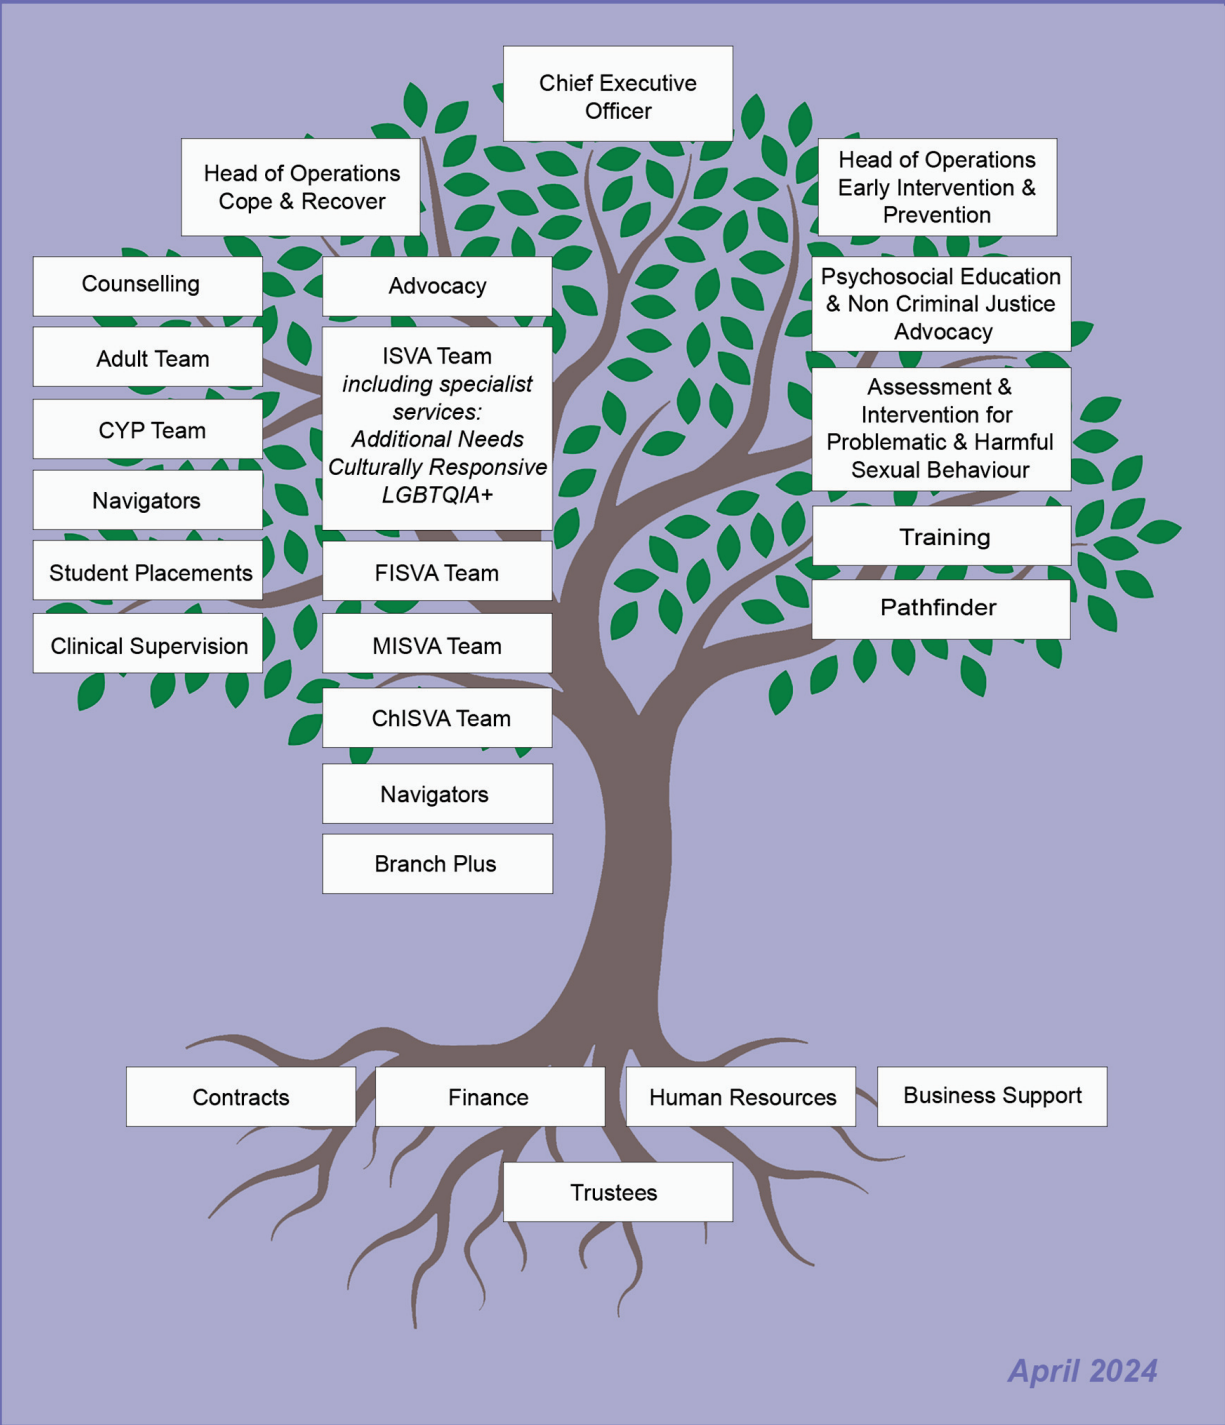 Chief Executive
Officer
Head of Operations
Cope & Recover
Head of Operations
Early Intervention &
Prevention
Counselling
Adult Team
CYP Team
Navigators
Student Placements
Clinical Supervision
Advocacy
ISVA Team
including specialist
services:
Additional Needs
Culturally Responsive
LGBTQIA+
FISVA Team
MISVA Team
ChISVA Team
Navigators
Branch Plus
Psychosocial Education
& Non Criminal Justice
Advocacy
Assessment &
Intervention for
Problematic & Harmful
Sexual Behaviour
Training
Pathfinder
Contracts
Finance
Human Resources
Business Support
Trustees
April 2024